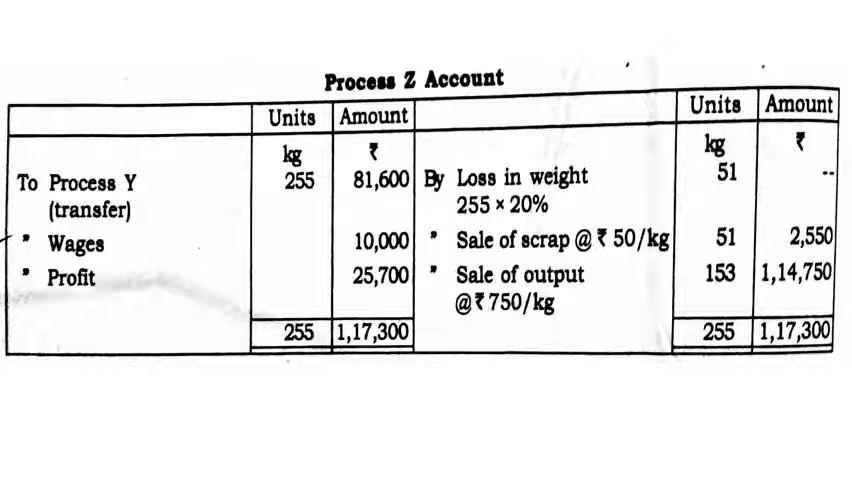 Process Z Account
Units Amount Units Amount
kg ₹ kg ₹
To Process Y 255 81,600 By Loss in weight 51 --
(transfer) 255 × 20%
" Wages 10,000 " Sale of scrap @ ₹ 50/kg 51 2,550
" Profit 25,700 " Sale of output 153 1,14,750
@ ₹ 750/kg
255 1,17,300 255 1,17,300